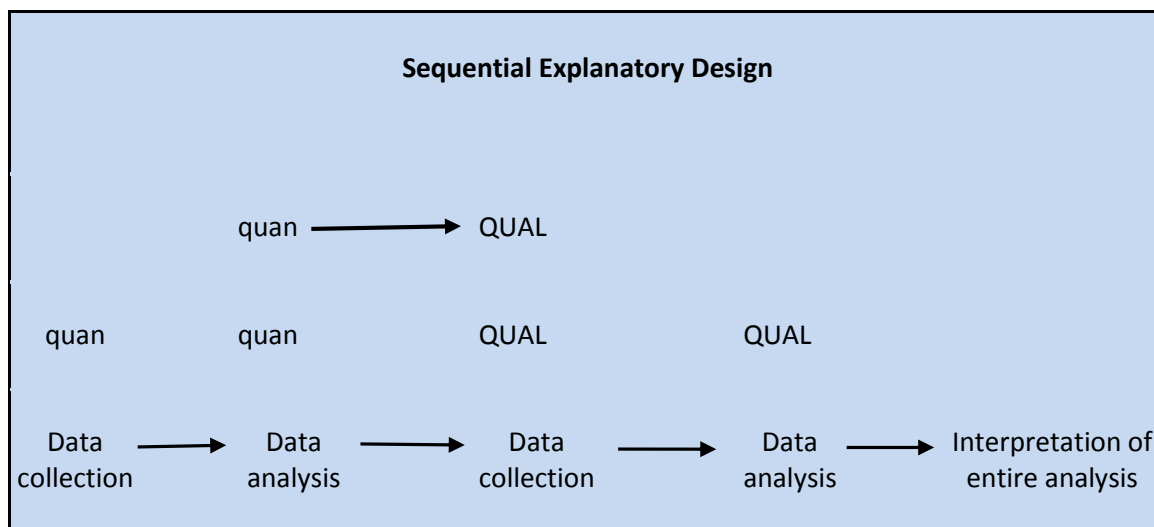 Sequential Explanatory Design
quan QUAL
quan quan QUAL QUAL
Data Data Data Data Interpretation of
collection analysis collection analysis entire analysis